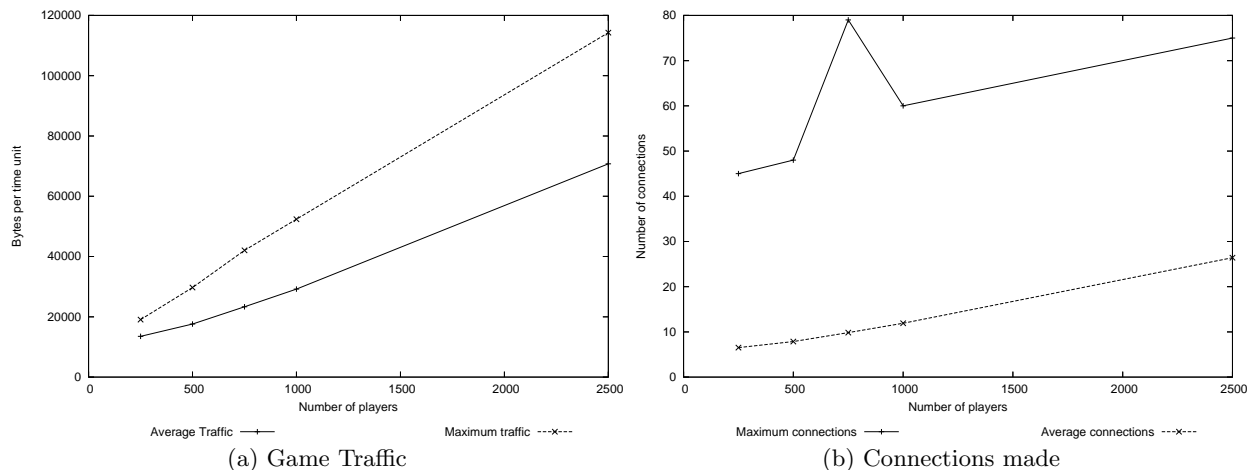 120000
100000
80000
60000
40000
20000
0
Bytes per time unit
0 500 1000 1500 2000 2500
Number of players
Average Traffic Maximum traffic
(a) Game Traffic
80
70
60
50
40
30
20
10
0
Number of connections
0 500 1000 1500 2000 2500
Number of players
Maximum connections Average connections
(b) Connections made